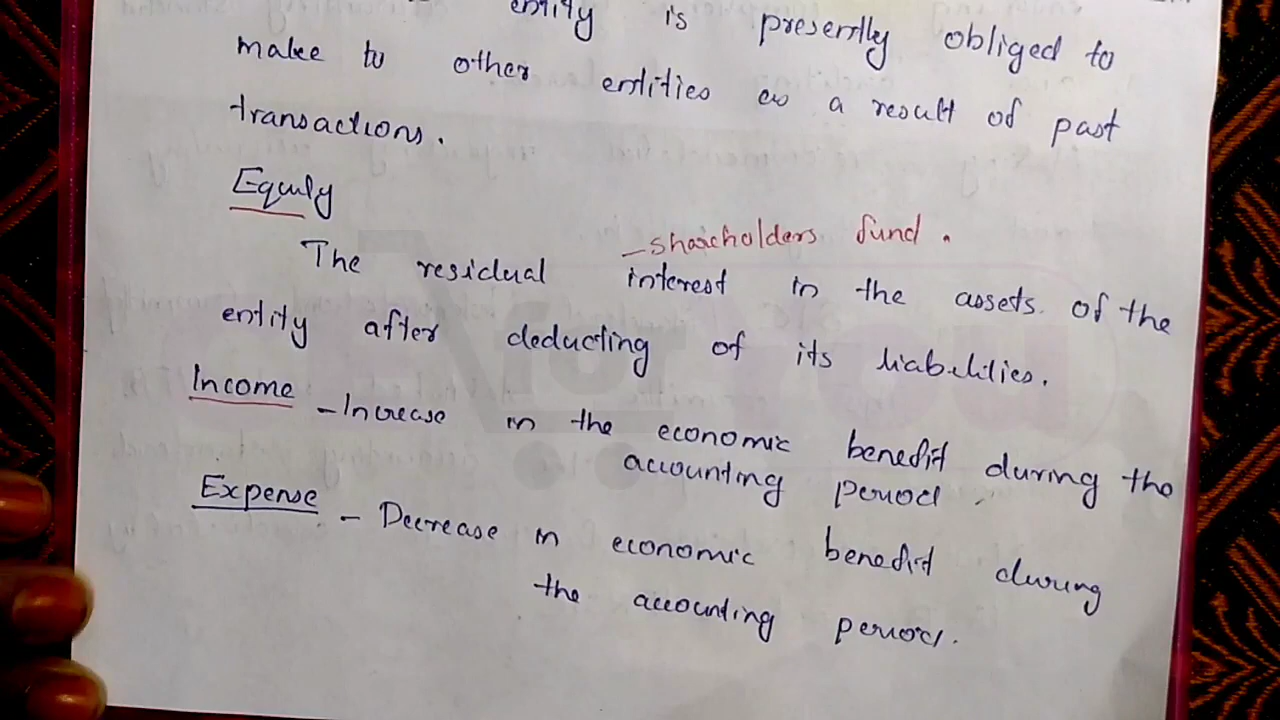 entity is presently obliged to
make to other entities as a result of past
transactions.
Equity
– shareholders fund.
The residual interest in the assets of the
entity after deducting of its liabilities.
Income – Increase in the economic benefit during the
accounting period.
Expense – Decrease in economic benefit during
the accounting period.
for You